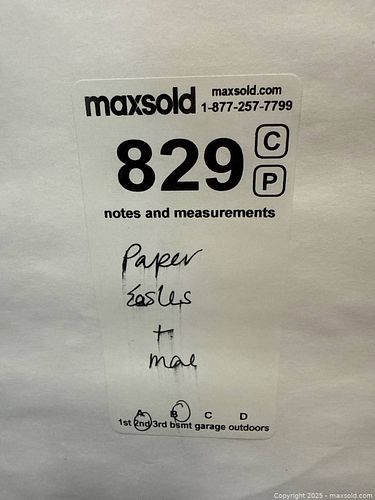 maxsold maxsold.com
1-877-257-7799
829 C
P
notes and measurements
Paper
Easles
+
more
A B C D
1st 2nd 3rd bsmt garage outdoors
Copyright © 2025 - maxsold.com